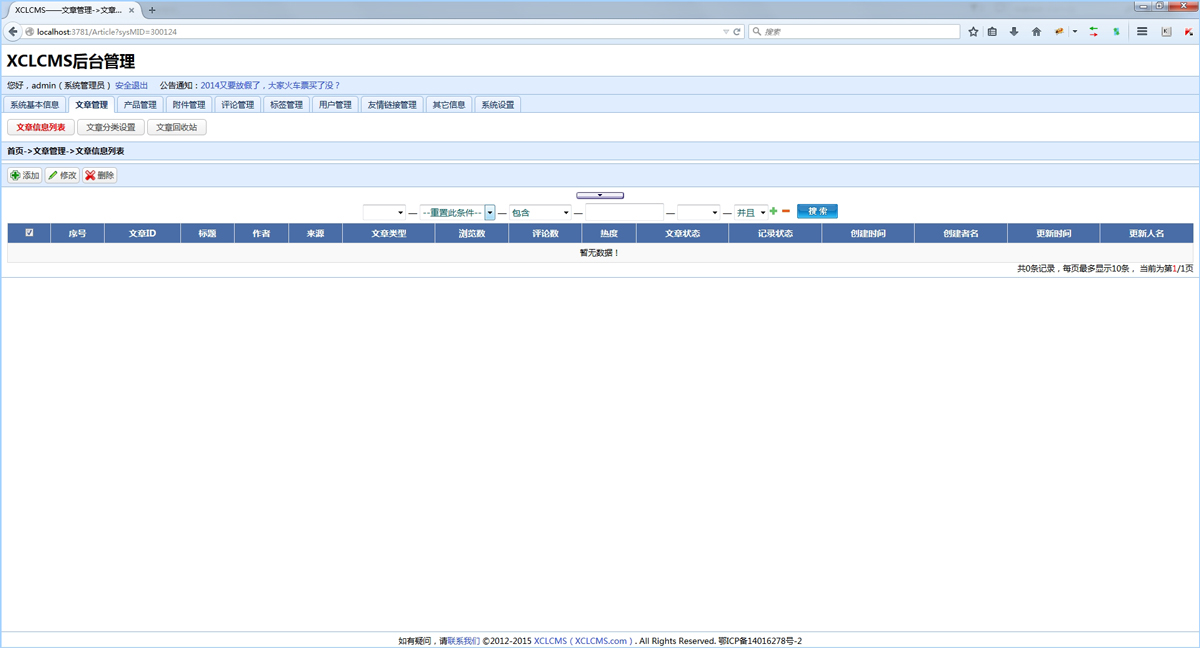 XCLCMS——文章管理->文章...
localhost:3781/Article?sysMID=300124
搜索
XCLCMS后台管理
您好，admin（系统管理员） 安全退出 公告通知：2014又要放假了，大家火车票买了没？
系统基本信息 文章管理 产品管理 附件管理 评论管理 标签管理 用户管理 友情链接管理 其它信息 系统设置
文章信息列表 文章分类设置 文章回收站
首页->文章管理->文章信息列表
添加 修改 删除
— --重置此条件-- — 包含 — — 并且 搜 索
序号 文章ID 标题 作者 来源 文章类型 浏览数 评论数 热度 文章状态 记录状态 创建时间 创建者名 更新时间 更新人名
暂无数据！
共0条记录，每页最多显示10条， 当前为第1/1页
如有疑问，请联系我们 ©2012-2015 XCLCMS（XCLCMS.com）. All Rights Reserved. 鄂ICP备14016278号-2